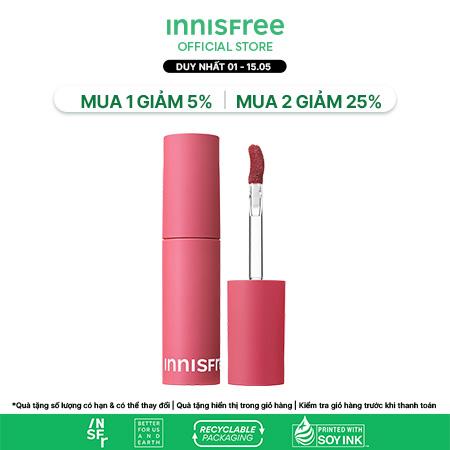 INNISFree
OFFICIAL STORE
DUY NHẤT 01 - 15.05
MUA 1 GIẢM 5% | MUA 2 GIẢM 25%
INNISFree
*Quà tặng số lượng có hạn & có thể thay đổi | Quà tặng hiển thị trong giỏ hàng | Kiểm tra giỏ hàng trước khi thanh toán
/N
SFT
BETTER
FOR US
AND
EARTH
RECYCLABLE
PACKAGING
PRINTED WITH
SOY INK™